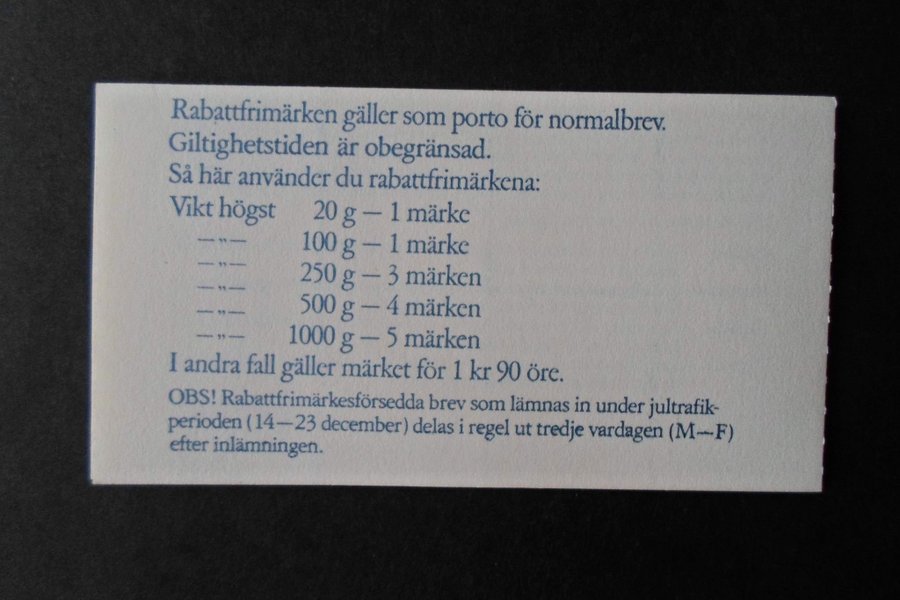 Rabattfrimärken gäller som porto för normalbrev.
Giltighetstiden är obegränsad.
Så här använder du rabattfrimärkena:
Vikt högst 20 g — 1 märke
—„— 100 g — 1 märke
—„— 250 g — 3 märken
—„— 500 g — 4 märken
—„— 1000 g — 5 märken
I andra fall gäller märket för 1 kr 90 öre.
OBS! Rabattfrimärkesförsedda brev som lämnas in under jultrafik-
perioden (14—23 december) delas i regel ut tredje vardagen (M—F)
efter inlämningen.